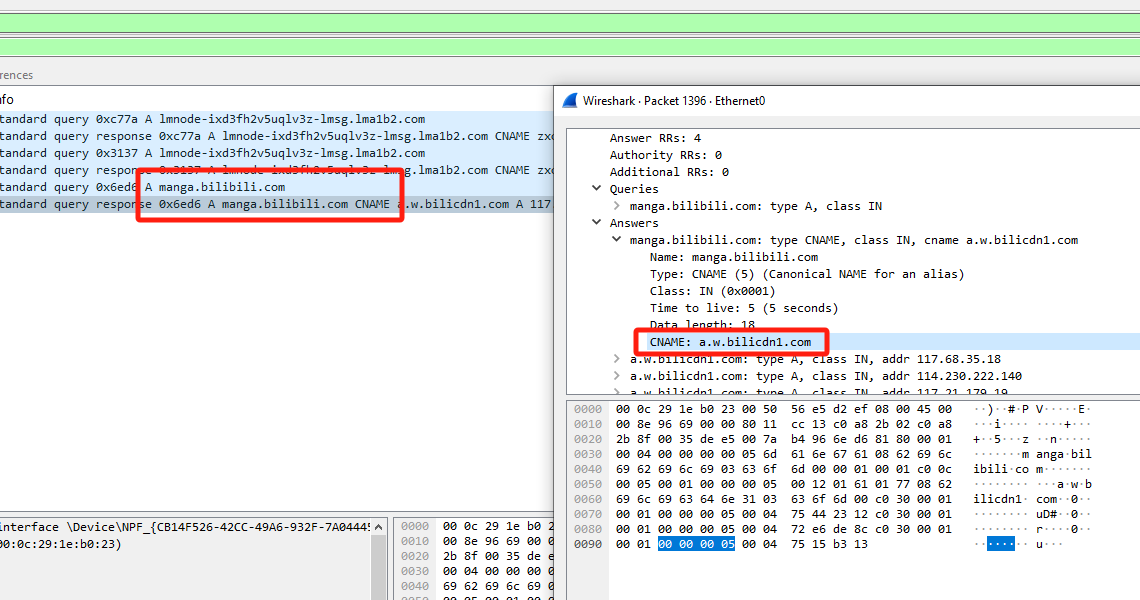 rences
nfo
tandard query 0xc77a A lmnode-ixd3fh2v5uqlv3z-lmsg.lma1b2.com
tandard query response 0xc77a A lmnode-ixd3fh2v5uqlv3z-lmsg.lma1b2.com CNAME zx
tandard query 0x3137 A lmnode-ixd3fh2v5uqlv3z-lmsg.lma1b2.com
tandard query response 0x3137 A lmnode-ixd3fh2v5uqlv3z-lmsg.lma1b2.com CNAME zx
tandard query 0x6ed6 A manga.bilibili.com
tandard query response 0x6ed6 A manga.bilibili.com CNAME a.w.bilicdn1.com A 117
Wireshark · Packet 1396 · Ethernet0
Answer RRs: 4
Authority RRs: 0
Additional RRs: 0
Queries
manga.bilibili.com: type A, class IN
Answers
manga.bilibili.com: type CNAME, class IN, cname a.w.bilicdn1.com
Name: manga.bilibili.com
Type: CNAME (5) (Canonical NAME for an alias)
Class: IN (0x0001)
Time to live: 5 (5 seconds)
Data length: 18
CNAME: a.w.bilicdn1.com
a.w.bilicdn1.com: type A, class IN, addr 117.68.35.18
a.w.bilicdn1.com: type A, class IN, addr 114.230.222.140
a.w.bilicdn1.com: type A, class IN, addr 117.21.179.19
0000 00 0c 29 1e b0 23 00 50 56 e5 d2 ef 08 00 45 00 ··)··#·P V·····E·
0010 00 8e 96 69 00 00 80 11 cc 13 c0 a8 2b 02 c0 a8 ···i···· ····+···
0020 2b 8f 00 35 de e5 00 7a b4 96 6e d6 81 80 00 01 +··5···z ··n·····
0030 00 04 00 00 00 00 05 6d 61 6e 67 61 08 62 69 6c ·······m anga·bil
0040 69 62 69 6c 69 03 63 6f 6d 00 00 01 00 01 c0 0c ibili·co m·······
0050 00 05 00 01 00 00 00 05 00 12 01 61 01 77 08 62 ········ ···a·w·b
0060 69 6c 69 63 64 6e 31 03 63 6f 6d 00 c0 30 00 01 ilicdn1· com··0··
0070 00 01 00 00 00 05 00 04 75 44 23 12 c0 30 00 01 ········ uD#··0··
0080 00 01 00 00 00 05 00 04 72 e6 de 8c c0 30 00 01 ········ r····0··
0090 00 01 00 00 00 05 00 04 75 15 b3 13 ········ u···
interface \Device\NPF_{CB14F526-42CC-49A6-932F-7A0444
00:0c:29:1e:b0:23)
0000 00 0c 29 1e b0 2
0010 00 8e 96 69 00 0
0020 2b 8f 00 35 de e
0030 00 04 00 00 00 0
0040 69 62 69 6c 69 0